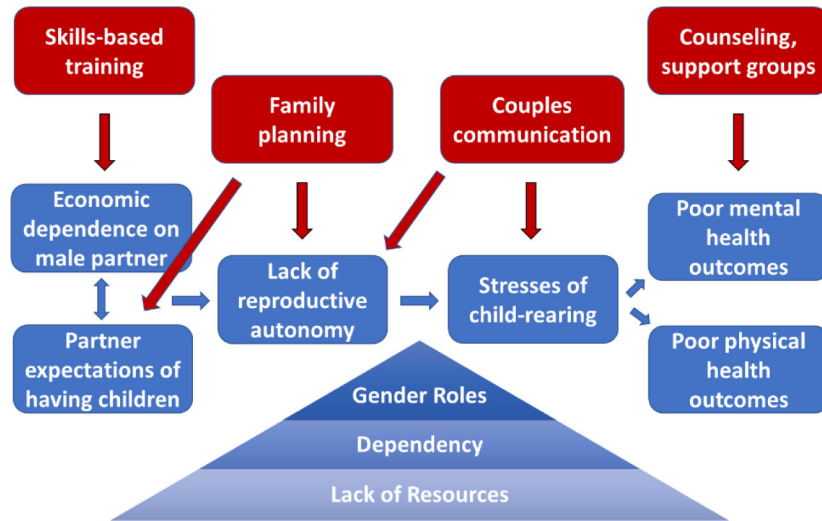 Skills-based
training
Family
planning
Couples
communication
Counseling,
support groups
Economic
dependence on
male partner
Partner
expectations of
having children
Lack of
reproductive
autonomy
Stresses of
child-rearing
Poor mental
health
outcomes
Poor physical
health
outcomes
Gender Roles
Dependency
Lack of Resources